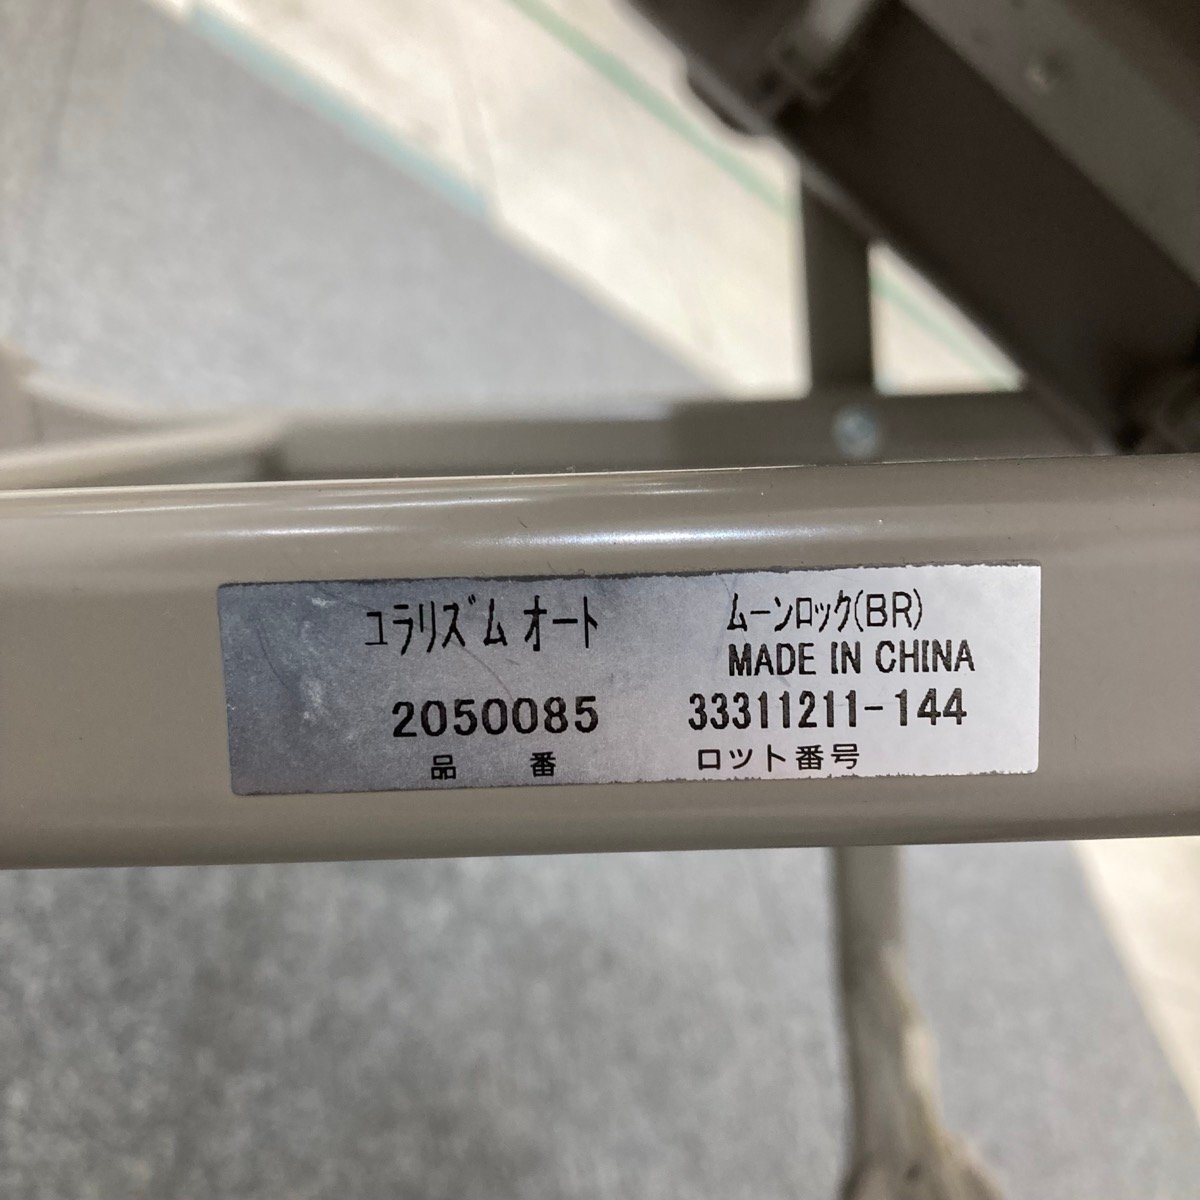 ユラリズム オート ムーンロック(BR)
MADE IN CHINA
2050085 33311211-144
品 番 ロット番号